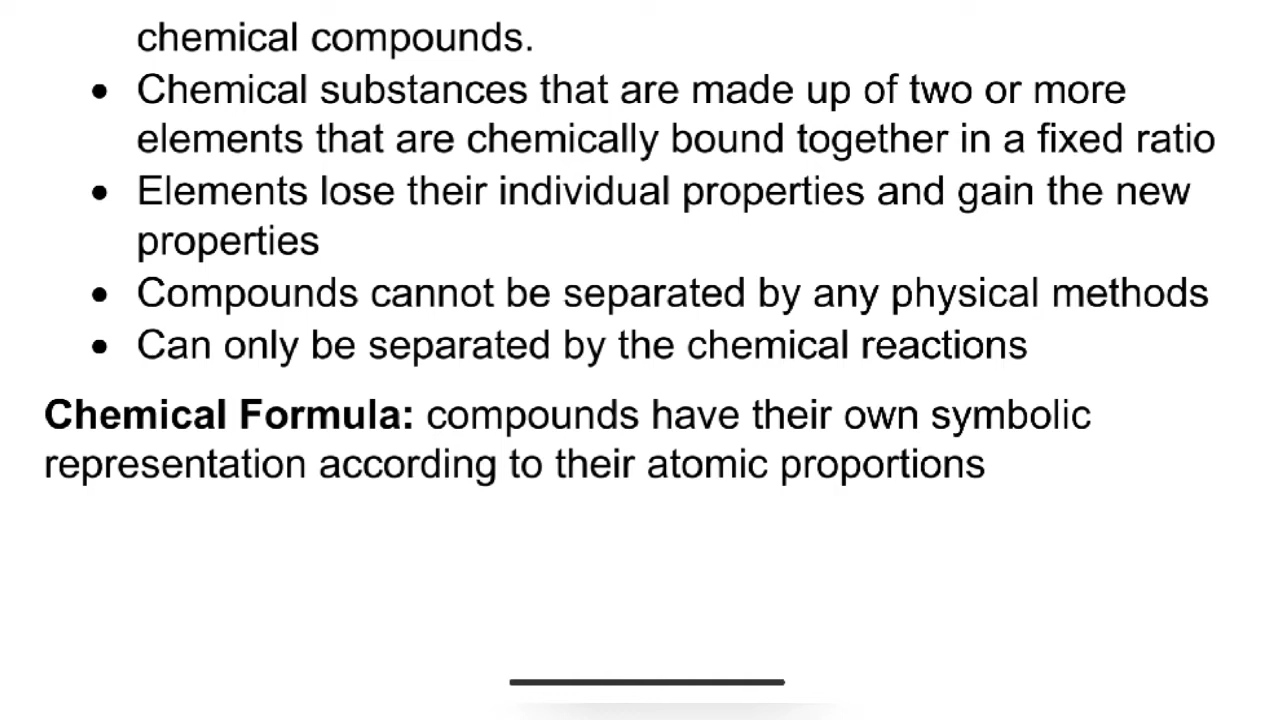 chemical compounds.
• Chemical substances that are made up of two or more
elements that are chemically bound together in a fixed ratio
• Elements lose their individual properties and gain the new
properties
• Compounds cannot be separated by any physical methods
• Can only be separated by the chemical reactions
Chemical Formula: compounds have their own symbolic
representation according to their atomic proportions